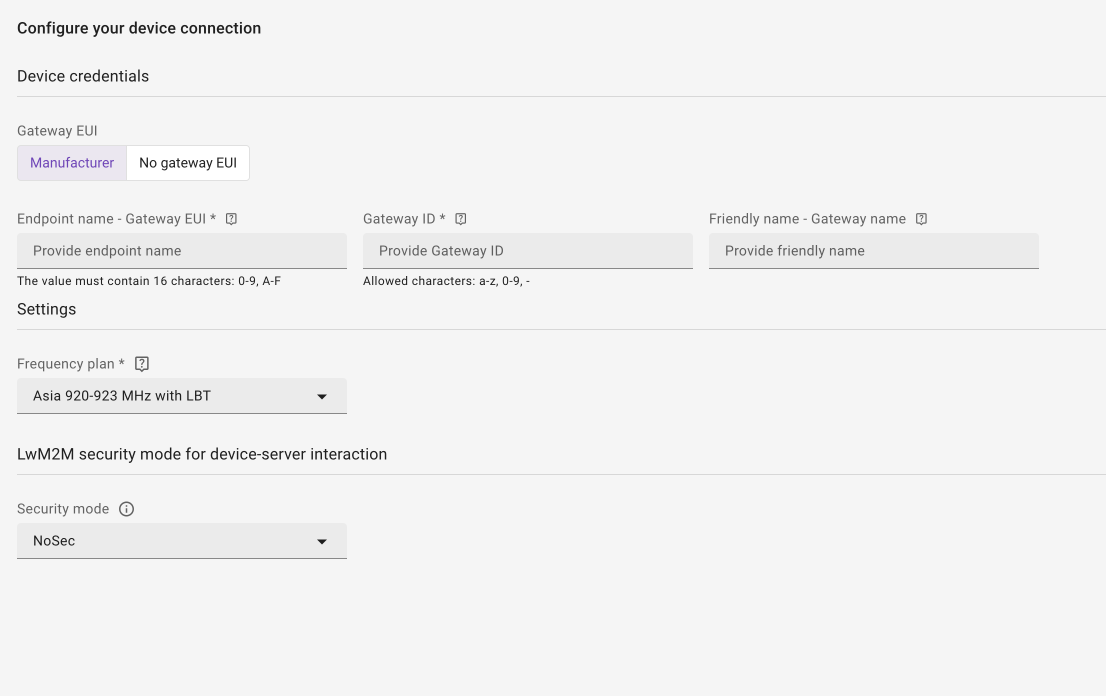 Configure your device connection
Device credentials
Gateway EUI
Manufacturer No gateway EUI
Endpoint name - Gateway EUI * Gateway ID * Friendly name - Gateway name
Provide endpoint name Provide Gateway ID Provide friendly name
The value must contain 16 characters: 0-9, A-F Allowed characters: a-z, 0-9, -
Settings
Frequency plan *
Asia 920-923 MHz with LBT
LwM2M security mode for device-server interaction
Security mode
NoSec